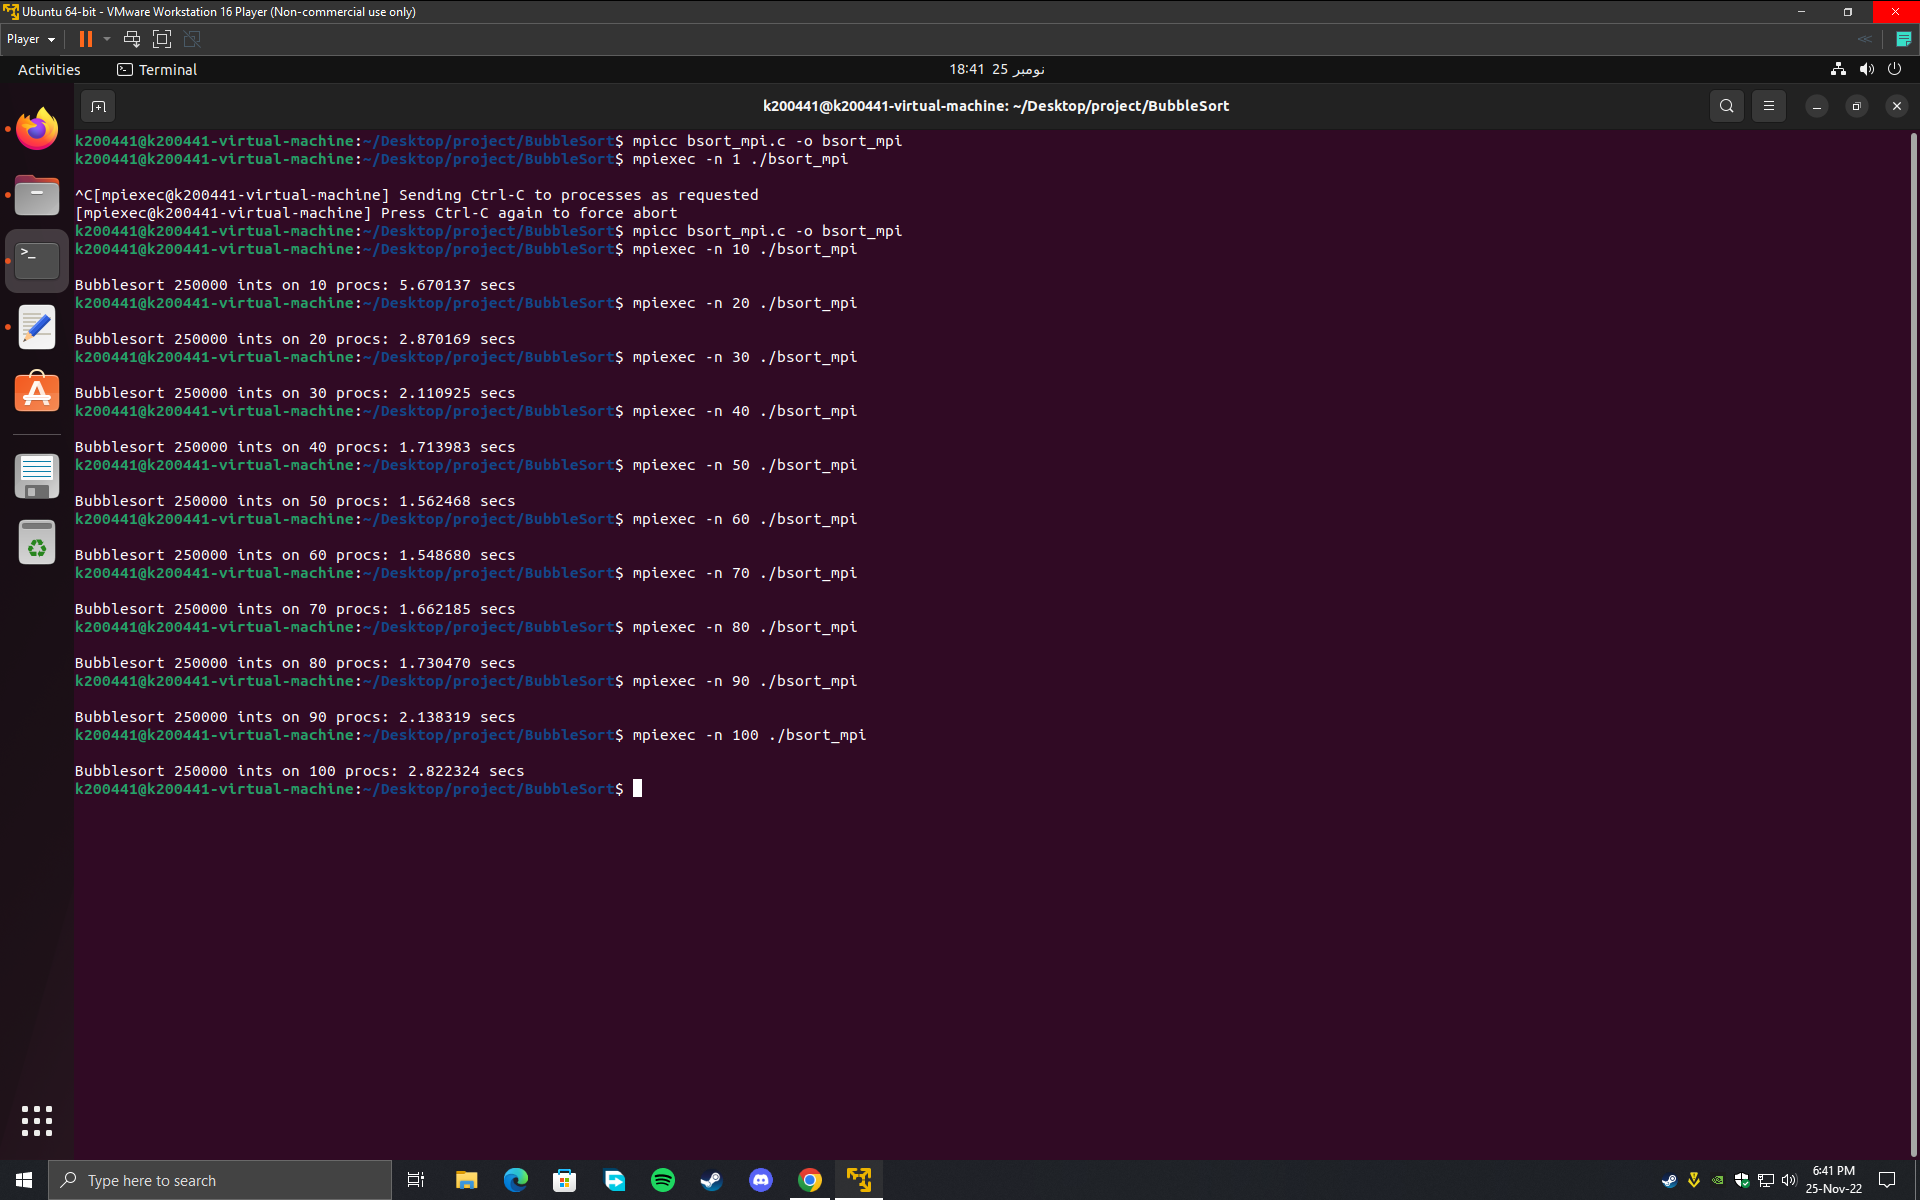 Ubuntu 64-bit - VMware Workstation 16 Player (Non-commercial use only)
Player
Activities
Terminal
18:41 25 نومبر
k200441@k200441-virtual-machine: ~/Desktop/project/BubbleSort
k200441@k200441-virtual-machine:~/Desktop/project/BubbleSort$ mpicc bsort_mpi.c -o bsort_mpi
k200441@k200441-virtual-machine:~/Desktop/project/BubbleSort$ mpiexec -n 1 ./bsort_mpi
^C[mpiexec@k200441-virtual-machine] Sending Ctrl-C to processes as requested
[mpiexec@k200441-virtual-machine] Press Ctrl-C again to force abort
k200441@k200441-virtual-machine:~/Desktop/project/BubbleSort$ mpicc bsort_mpi.c -o bsort_mpi
k200441@k200441-virtual-machine:~/Desktop/project/BubbleSort$ mpiexec -n 10 ./bsort_mpi
Bubblesort 250000 ints on 10 procs: 5.670137 secs
k200441@k200441-virtual-machine:~/Desktop/project/BubbleSort$ mpiexec -n 20 ./bsort_mpi
Bubblesort 250000 ints on 20 procs: 2.870169 secs
k200441@k200441-virtual-machine:~/Desktop/project/BubbleSort$ mpiexec -n 30 ./bsort_mpi
Bubblesort 250000 ints on 30 procs: 2.110925 secs
k200441@k200441-virtual-machine:~/Desktop/project/BubbleSort$ mpiexec -n 40 ./bsort_mpi
Bubblesort 250000 ints on 40 procs: 1.713983 secs
k200441@k200441-virtual-machine:~/Desktop/project/BubbleSort$ mpiexec -n 50 ./bsort_mpi
Bubblesort 250000 ints on 50 procs: 1.562468 secs
k200441@k200441-virtual-machine:~/Desktop/project/BubbleSort$ mpiexec -n 60 ./bsort_mpi
Bubblesort 250000 ints on 60 procs: 1.548680 secs
k200441@k200441-virtual-machine:~/Desktop/project/BubbleSort$ mpiexec -n 70 ./bsort_mpi
Bubblesort 250000 ints on 70 procs: 1.662185 secs
k200441@k200441-virtual-machine:~/Desktop/project/BubbleSort$ mpiexec -n 80 ./bsort_mpi
Bubblesort 250000 ints on 80 procs: 1.730470 secs
k200441@k200441-virtual-machine:~/Desktop/project/BubbleSort$ mpiexec -n 90 ./bsort_mpi
Bubblesort 250000 ints on 90 procs: 2.138319 secs
k200441@k200441-virtual-machine:~/Desktop/project/BubbleSort$ mpiexec -n 100 ./bsort_mpi
Bubblesort 250000 ints on 100 procs: 2.822324 secs
k200441@k200441-virtual-machine:~/Desktop/project/BubbleSort$
Type here to search
6:41 PM
25-Nov-22